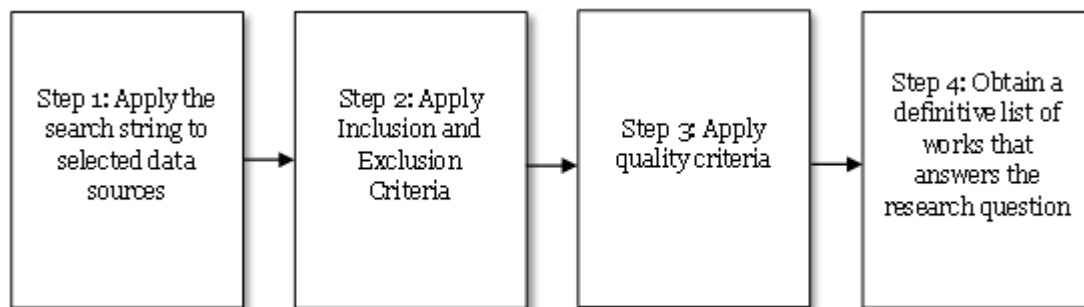 Step 1: Apply the
search string to
selected data
sources
Step 2: Apply
Inclusion and
Exclusion
Criteria
Step 3: Apply
quality criteria
Step 4: Obtain a
definitive list of
works that
answers the
research question